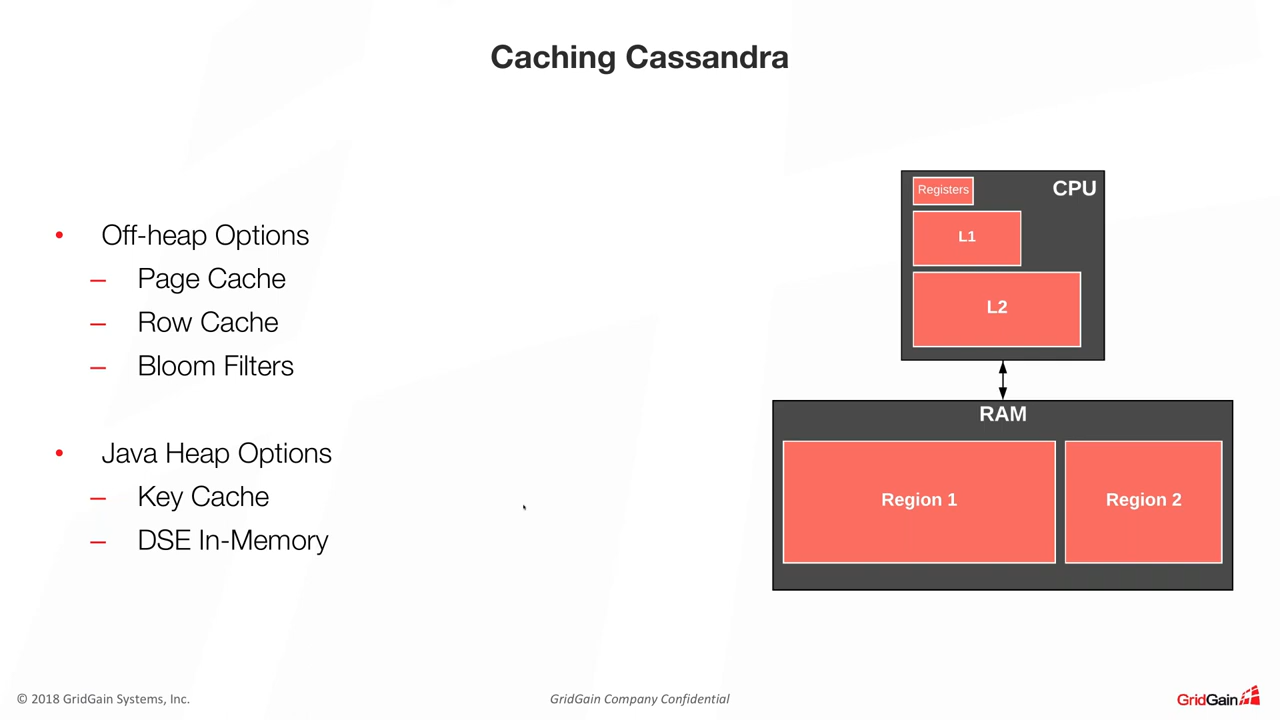 Caching Cassandra
• Off-heap Options
– Page Cache
– Row Cache
– Bloom Filters
• Java Heap Options
– Key Cache
– DSE In-Memory
CPU
Registers
L1
L2
RAM
Region 1
Region 2
© 2018 GridGain Systems, Inc.
GridGain Company Confidential
GridGain